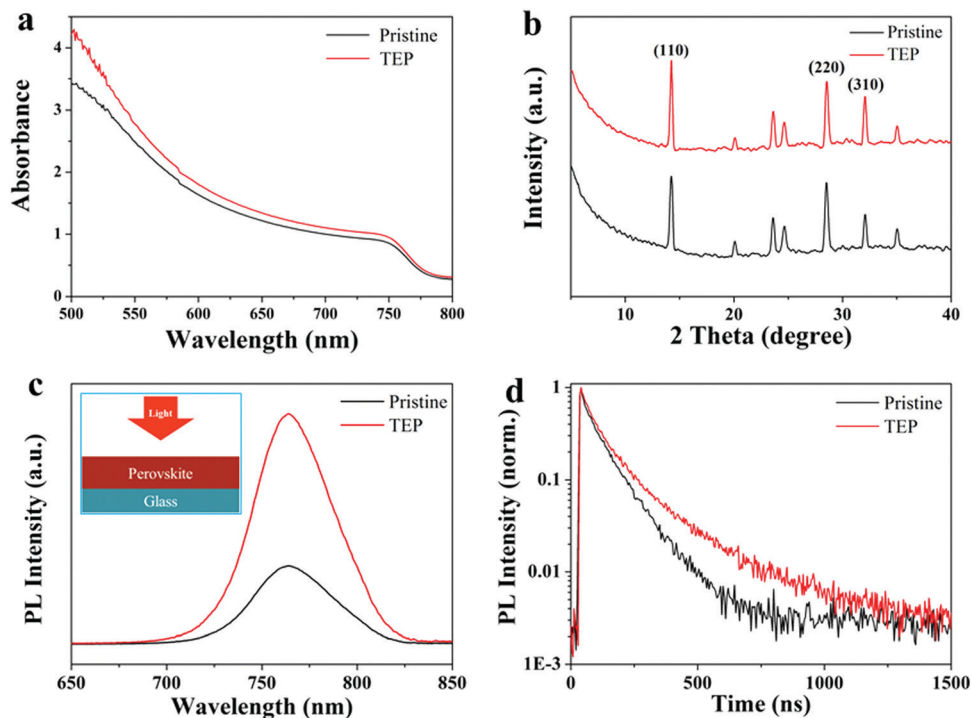 a
Pristine
TEP
Absorbance
4
3
2
1
0
500 550 600 650 700 750 800
Wavelength (nm)
b
Pristine
TEP
(110)
(220)
(310)
Intensity (a.u.)
10 20 30 40
2 Theta (degree)
c
Light
Perovskite
Glass
Pristine
TEP
PL Intensity (a.u.)
650 700 750 800 850
Wavelength (nm)
d
Pristine
TEP
PL Intensity (norm.)
1
0.1
0.01
1E-3
0 500 1000 1500
Time (ns)